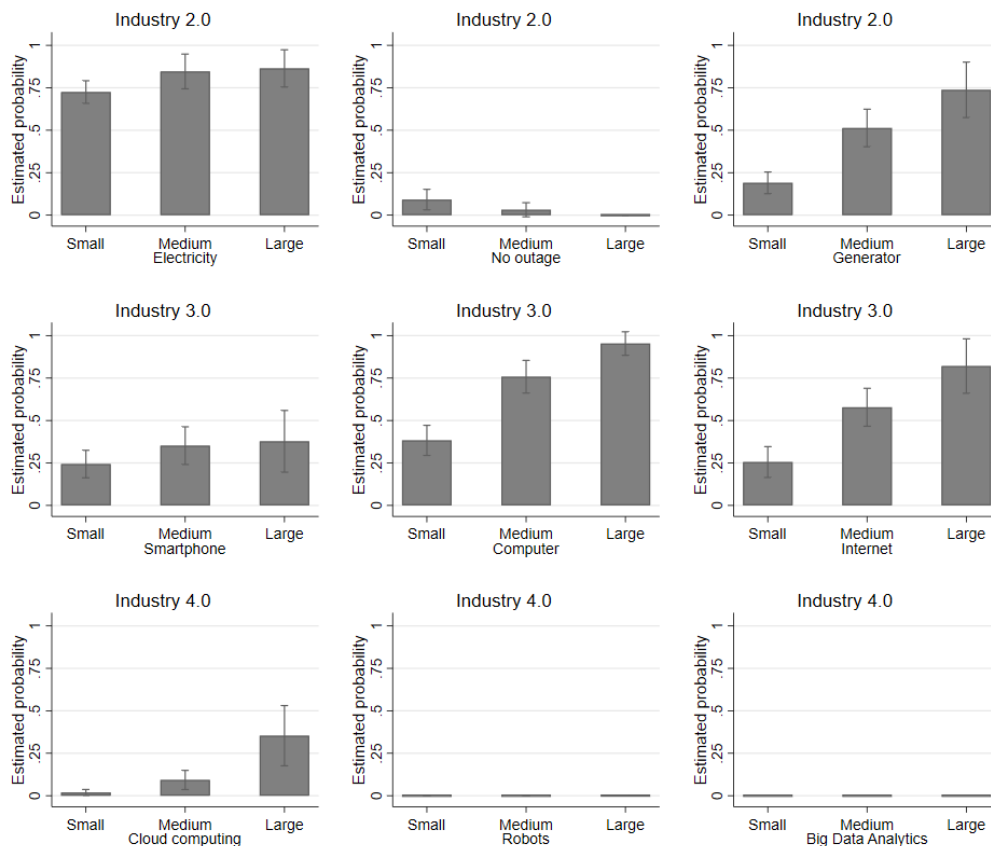 Industry 2.0
Estimated probability
0 .25 .5 .75 1
Small Medium Large
Electricity
Industry 2.0
Estimated probability
0 .25 .5 .75 1
Small Medium Large
No outage
Industry 2.0
Estimated probability
0 .25 .5 .75 1
Small Medium Large
Generator
Industry 3.0
Estimated probability
0 .25 .5 .75 1
Small Medium Large
Smartphone
Industry 3.0
Estimated probability
0 .25 .5 .75 1
Small Medium Large
Computer
Industry 3.0
Estimated probability
0 .25 .5 .75 1
Small Medium Large
Internet
Industry 4.0
Estimated probability
0 .25 .5 .75 1
Small Medium Large
Cloud computing
Industry 4.0
Estimated probability
0 .25 .5 .75 1
Small Medium Large
Robots
Industry 4.0
Estimated probability
0 .25 .5 .75 1
Small Medium Large
Big Data Analytics